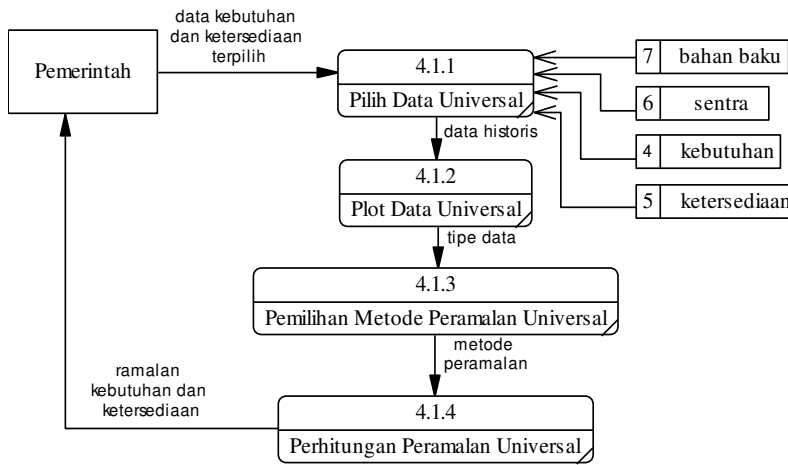 data kebutuhan
dan ketersediaan
terpilih
Pemerintah
4.1.1
Pilih Data Universal
7 bahan baku
6 sentra
4 kebutuhan
5 ketersediaan
data historis
4.1.2
Plot Data Universal
tipe data
4.1.3
Pemilihan Metode Peramalan Universal
metode
peramalan
ramalan
kebutuhan dan
ketersediaan
4.1.4
Perhitungan Peramalan Universal